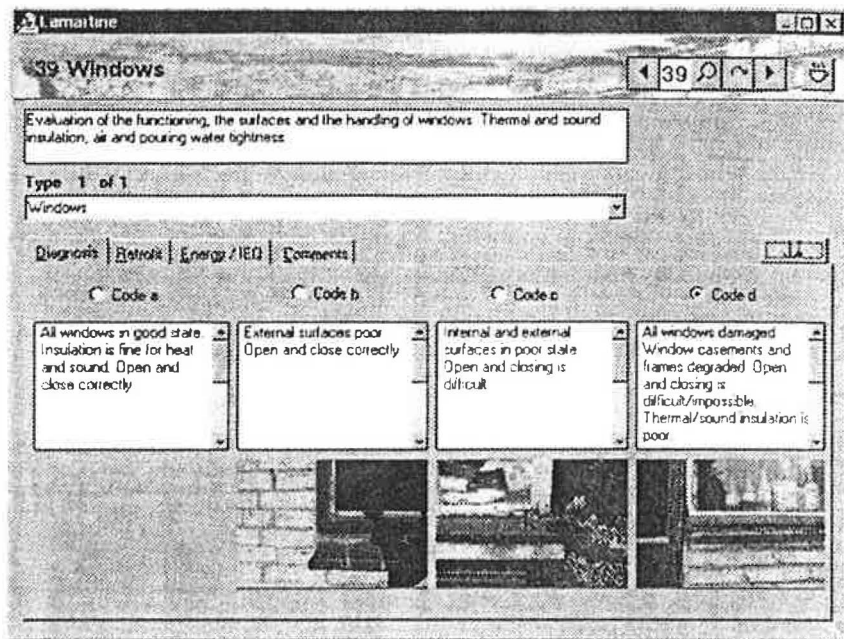 Lamartine
39 Windows
39
Evaluation of the functioning, the surfaces and the handling of windows. Thermal and sound
insulation, air and pouring water tightness
Type 1 of 1
Windows
Diagnosis Retrofit Energy / IEQ Comments
Code a Code b Code c Code d
All windows in good state.
Insulation is fine for heat
and sound. Open and
close correctly
External surfaces poor
Open and close correctly
Internal and external
surfaces in poor state
Open and closing is
difficult
All windows damaged
Window casements and
frames degraded. Open
and closing is
difficult/impossible.
Thermal/sound insulation is
poor